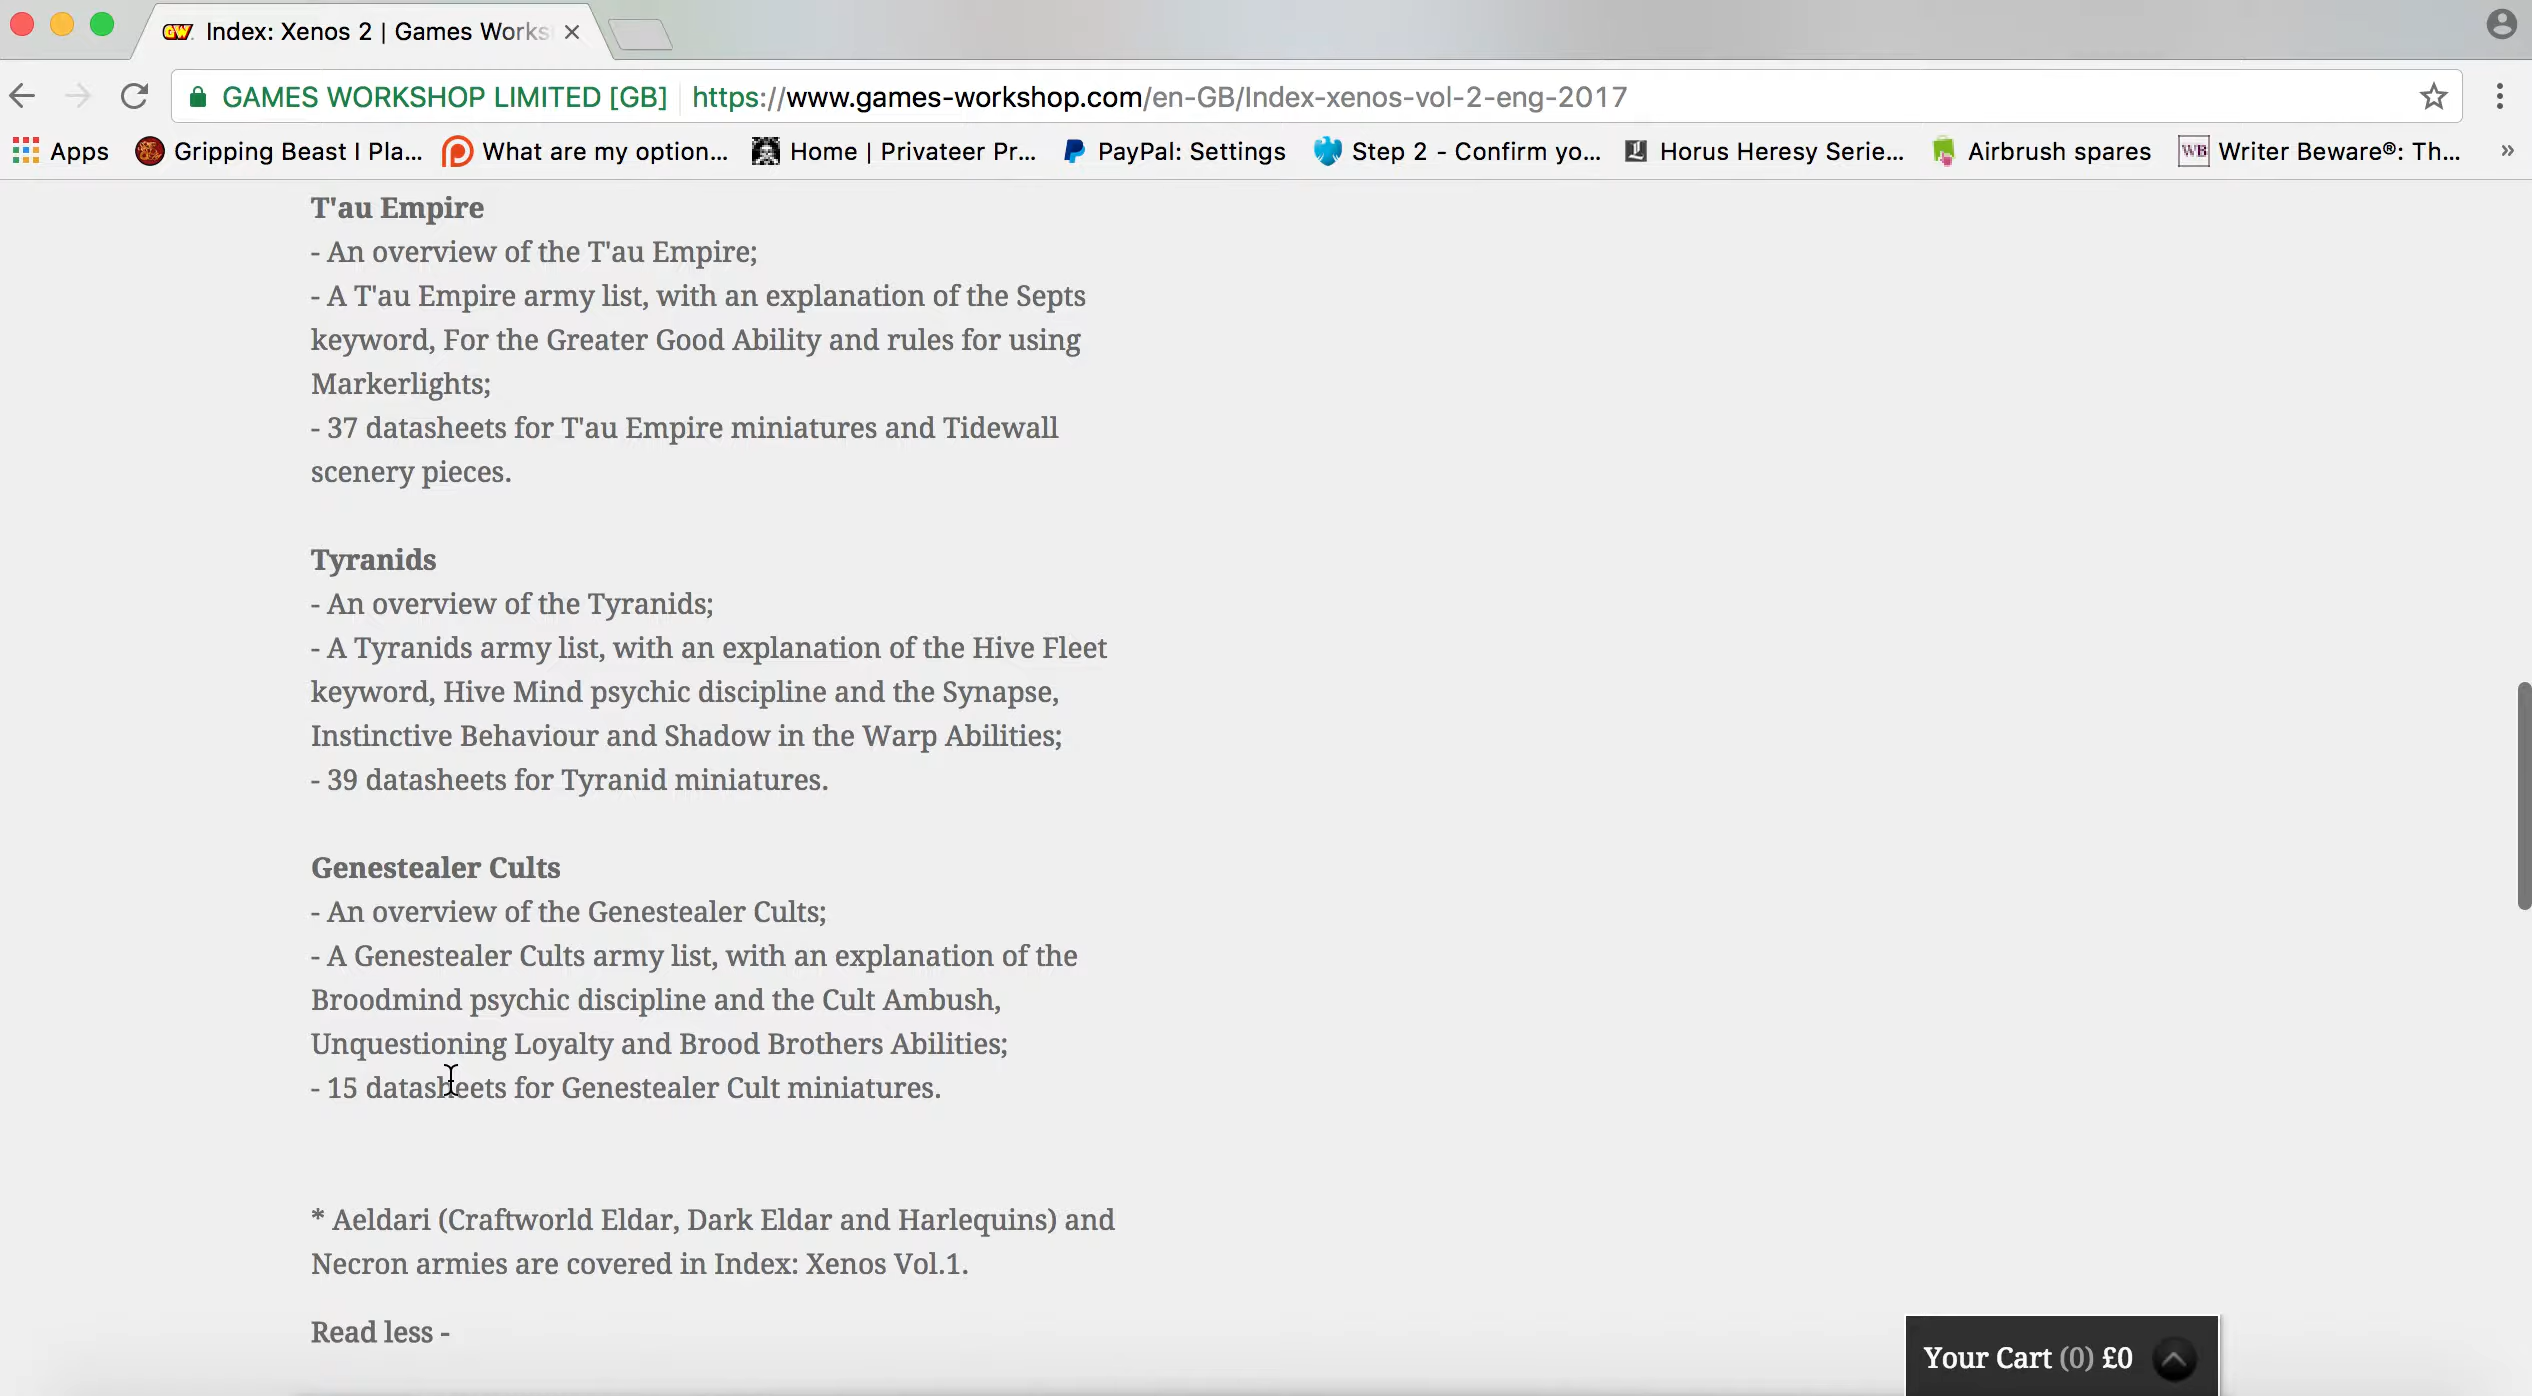 GW Index: Xenos 2 | Games Works
GAMES WORKSHOP LIMITED [GB] https://www.games-workshop.com/en-GB/Index-xenos-vol-2-eng-2017
Apps Gripping Beast I Pla... What are my option... Home | Privateer Pr... PayPal: Settings Step 2 - Confirm yo... Horus Heresy Serie... Airbrush spares WB Writer Beware®: Th... »
T'au Empire
- An overview of the T'au Empire;
- A T'au Empire army list, with an explanation of the Septs
keyword, For the Greater Good Ability and rules for using
Markerlights;
- 37 datasheets for T'au Empire miniatures and Tidewall
scenery pieces.
Tyranids
- An overview of the Tyranids;
- A Tyranids army list, with an explanation of the Hive Fleet
keyword, Hive Mind psychic discipline and the Synapse,
Instinctive Behaviour and Shadow in the Warp Abilities;
- 39 datasheets for Tyranid miniatures.
Genestealer Cults
- An overview of the Genestealer Cults;
- A Genestealer Cults army list, with an explanation of the
Broodmind psychic discipline and the Cult Ambush,
Unquestioning Loyalty and Brood Brothers Abilities;
- 15 datasheets for Genestealer Cult miniatures.
* Aeldari (Craftworld Eldar, Dark Eldar and Harlequins) and
Necron armies are covered in Index: Xenos Vol.1.
Read less -
Your Cart (0) £0